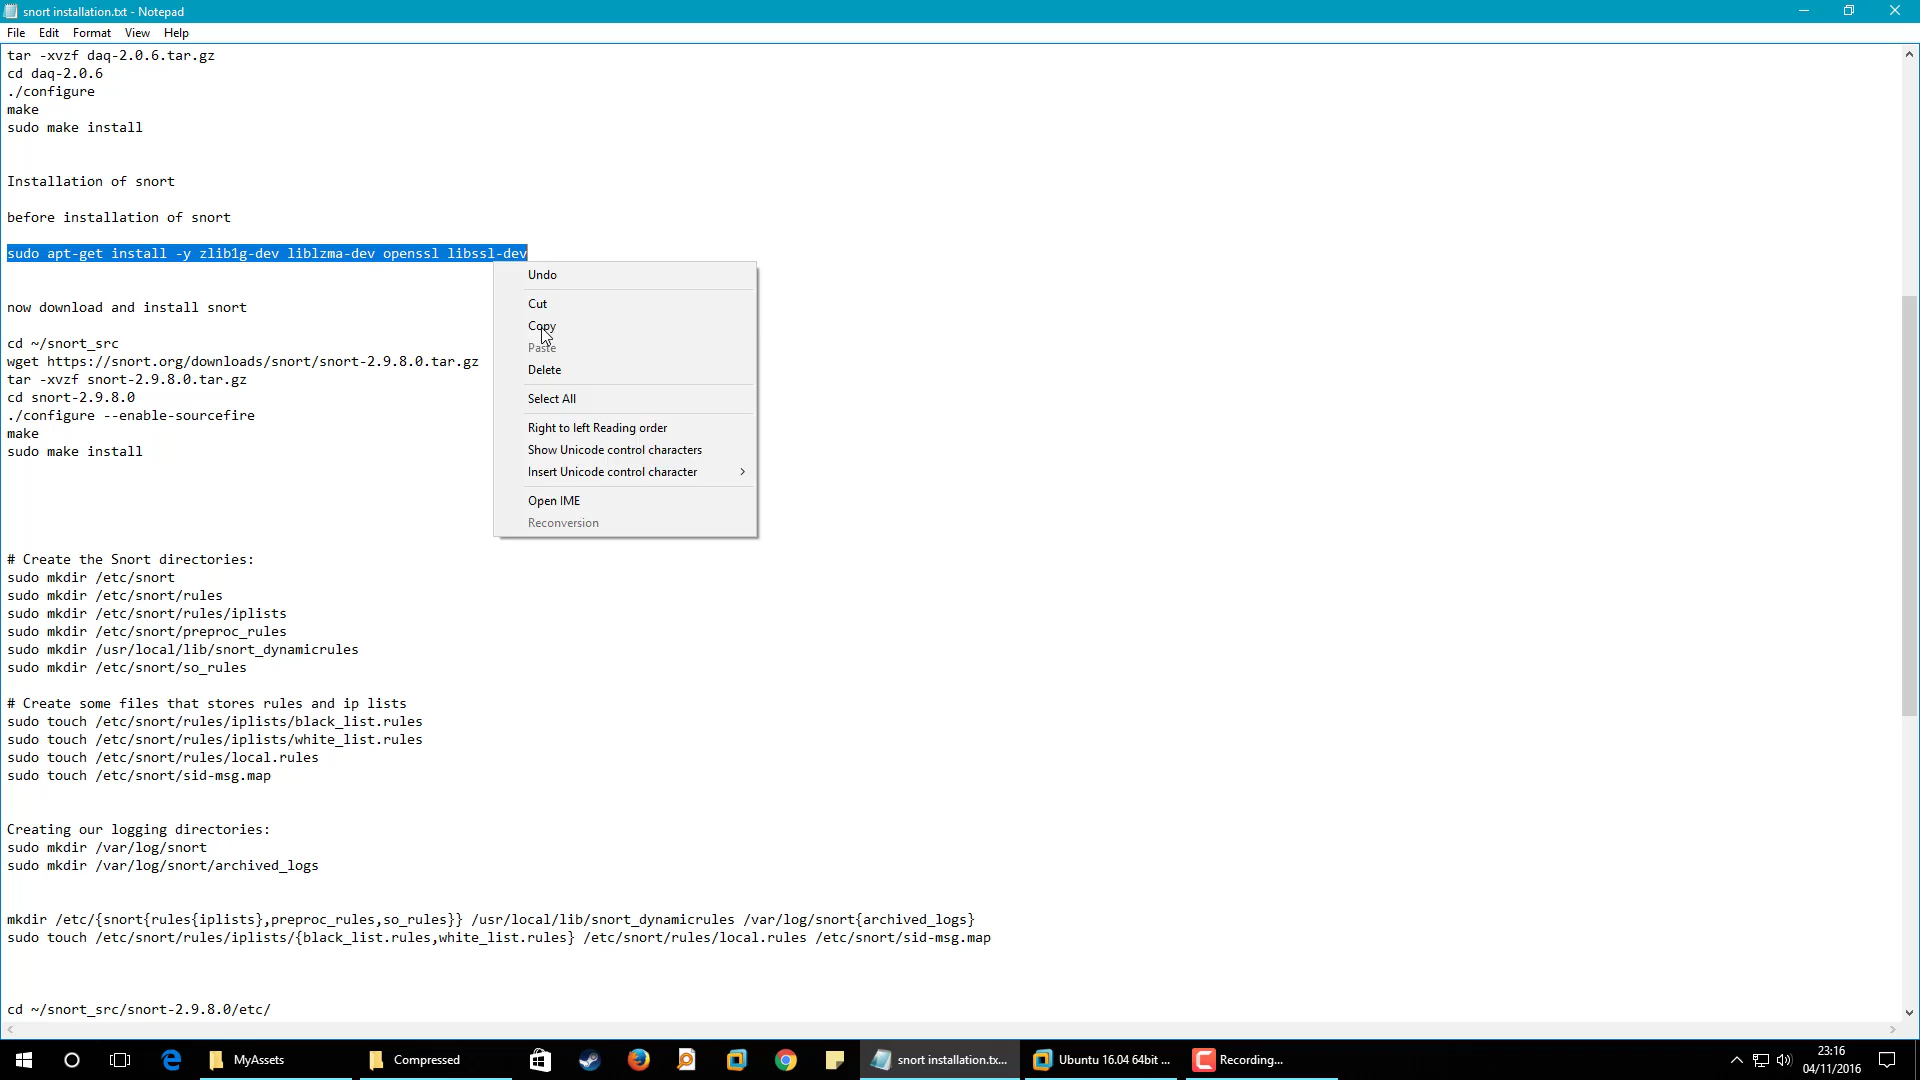 snort installation.txt - Notepad
File Edit Format View Help
tar -xvzf daq-2.0.6.tar.gz
cd daq-2.0.6
./configure
make
sudo make install
Installation of snort
before installation of snort
sudo apt-get install -y zlib1g-dev liblzma-dev openssl libssl-dev
now download and install snort
cd ~/snort_src
wget https://snort.org/downloads/snort/snort-2.9.8.0.tar.gz
tar -xvzf snort-2.9.8.0.tar.gz
cd snort-2.9.8.0
./configure --enable-sourcefire
make
sudo make install
Undo
Cut
Copy
Paste
Delete
Select All
Right to left Reading order
Show Unicode control characters
Insert Unicode control character
Open IME
Reconversion
# Create the Snort directories:
sudo mkdir /etc/snort
sudo mkdir /etc/snort/rules
sudo mkdir /etc/snort/rules/iplists
sudo mkdir /etc/snort/preproc_rules
sudo mkdir /usr/local/lib/snort_dynamicrules
sudo mkdir /etc/snort/so_rules
# Create some files that stores rules and ip lists
sudo touch /etc/snort/rules/iplists/black_list.rules
sudo touch /etc/snort/rules/iplists/white_list.rules
sudo touch /etc/snort/rules/local.rules
sudo touch /etc/snort/sid-msg.map
Creating our logging directories:
sudo mkdir /var/log/snort
sudo mkdir /var/log/snort/archived_logs
mkdir /etc/{snort{rules{iplists},preproc_rules,so_rules}} /usr/local/lib/snort_dynamicrules /var/log/snort{archived_logs}
sudo touch /etc/snort/rules/iplists/{black_list.rules,white_list.rules} /etc/snort/rules/local.rules /etc/snort/sid-msg.map
cd ~/snort_src/snort-2.9.8.0/etc/
MyAssets
Compressed
snort installation.tx...
Ubuntu 16.04 64bit ...
Recording...
23:16
04/11/2016